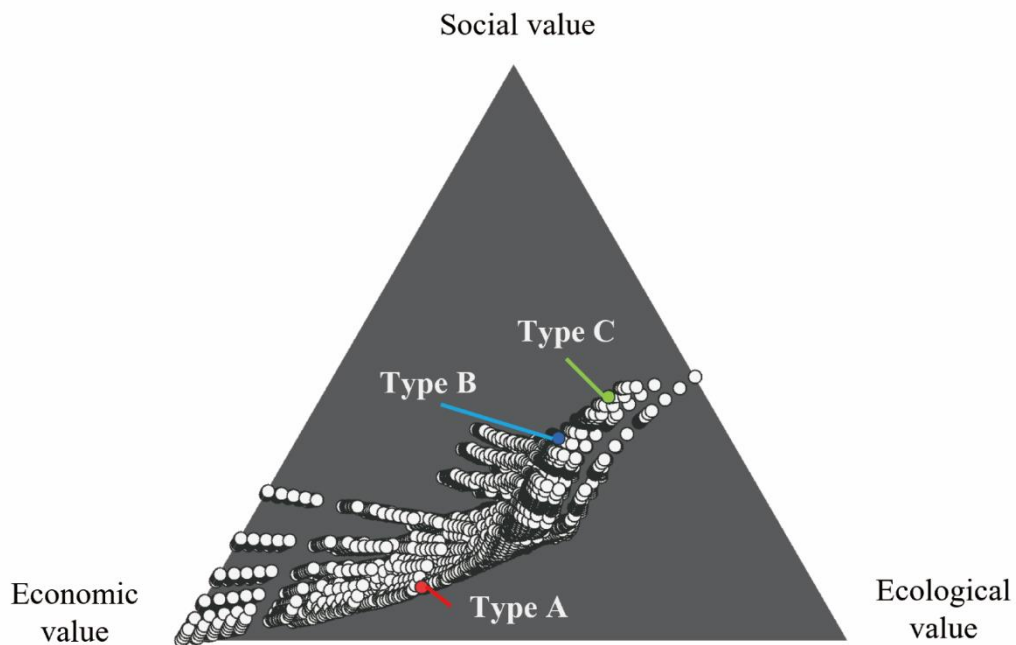 Social value
Type C
Type B
Economic
value
Type A
Ecological
value